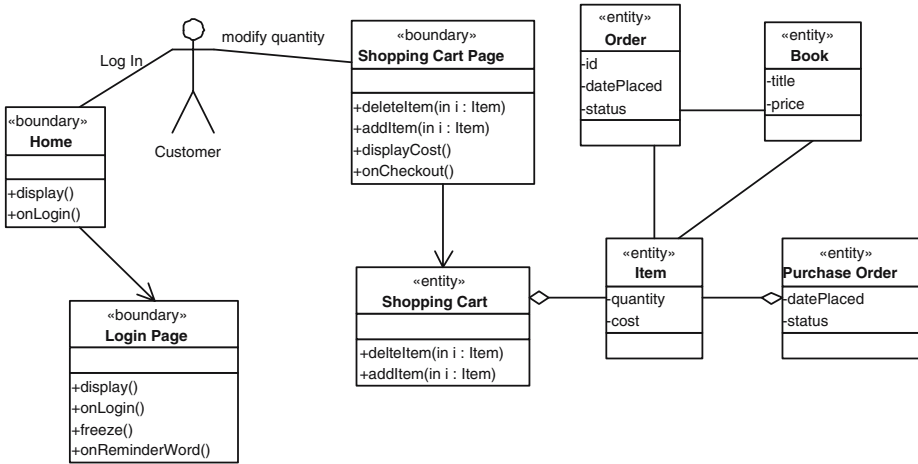 Log In
modify quantity
Customer
«boundary»
Home
+display()
+onLogin()
«boundary»
Login Page
+display()
+onLogin()
+freeze()
+onReminderWord()
«boundary»
Shopping Cart Page
+deleteItem(in i : Item)
+addItem(in i : Item)
+displayCost()
+onCheckout()
«entity»
Shopping Cart
+delteItem(in i : Item)
+addItem(in i : Item)
«entity»
Order
-id
-datePlaced
-status
«entity»
Book
-title
-price
«entity»
Item
-quantity
-cost
«entity»
Purchase Order
-datePlaced
-status